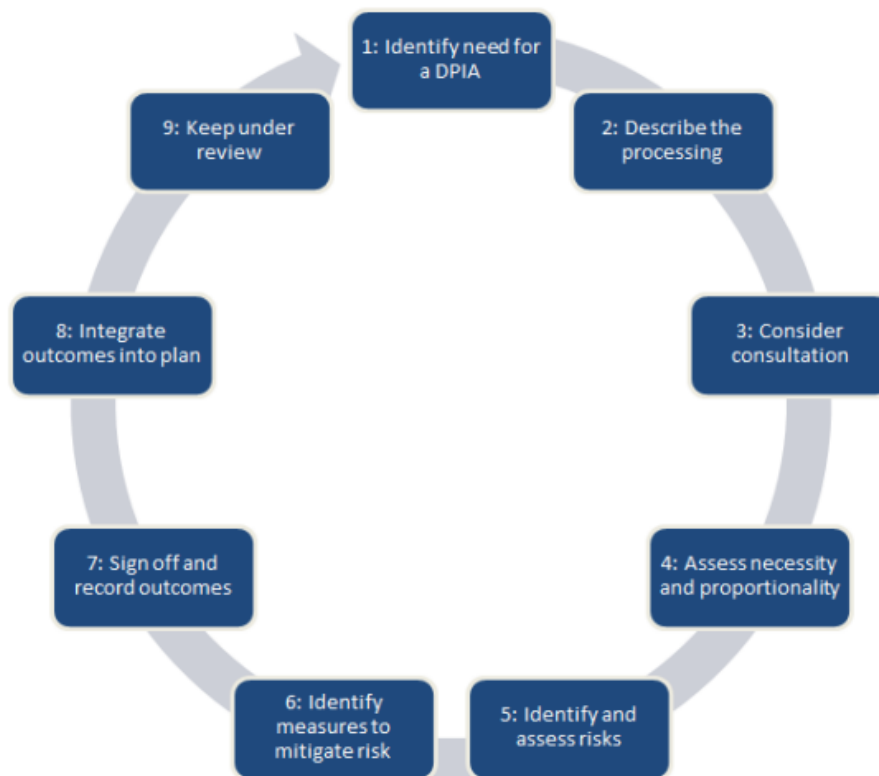 1: Identify need for
a DPIA
2: Describe the
processing
3: Consider
consultation
4: Assess necessity
and proportionality
5: Identify and
assess risks
6: Identify
measures to
mitigate risk
7: Sign off and
record outcomes
8: Integrate
outcomes into plan
9: Keep under
review